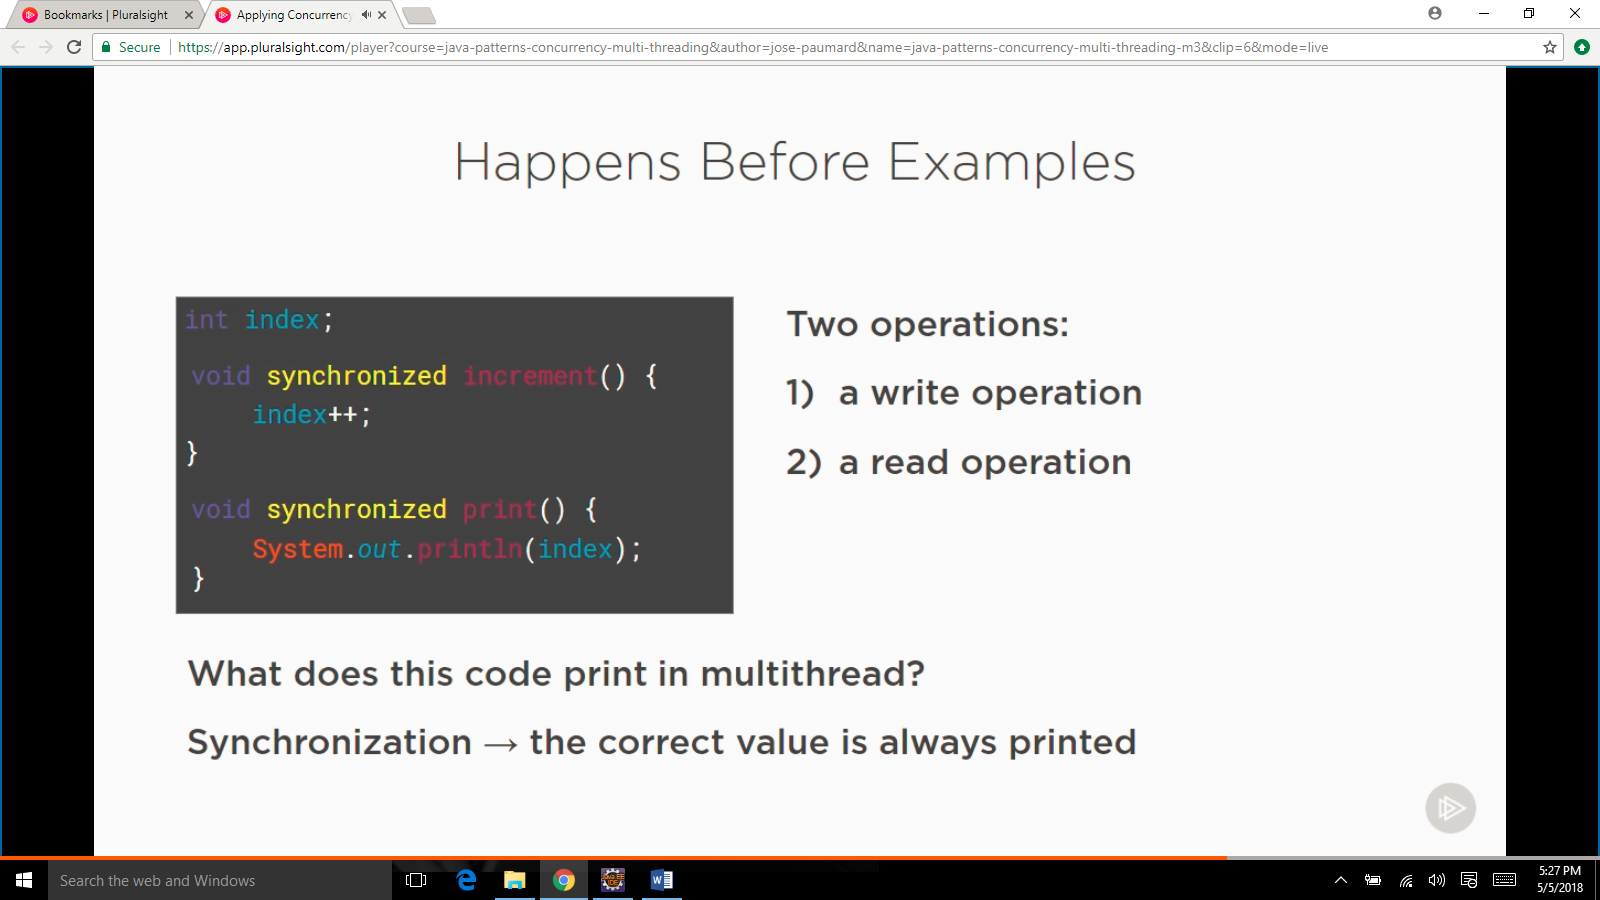 Bookmarks | Pluralsight
Applying Concurrency
Secure
https://app.pluralsight.com/player?course=java-patterns-concurrency-multi-threading&author=jose-paumard&name=java-patterns-concurrency-multi-threading-m3&clip=6&mode=live
Happens Before Examples
int index;
void synchronized increment() {
index++;
}
void synchronized print() {
System.out.println(index);
}
Two operations:
1) a write operation
2) a read operation
What does this code print in multithread?
Synchronization → the correct value is always printed
Search the web and Windows
5:27 PM
5/5/2018